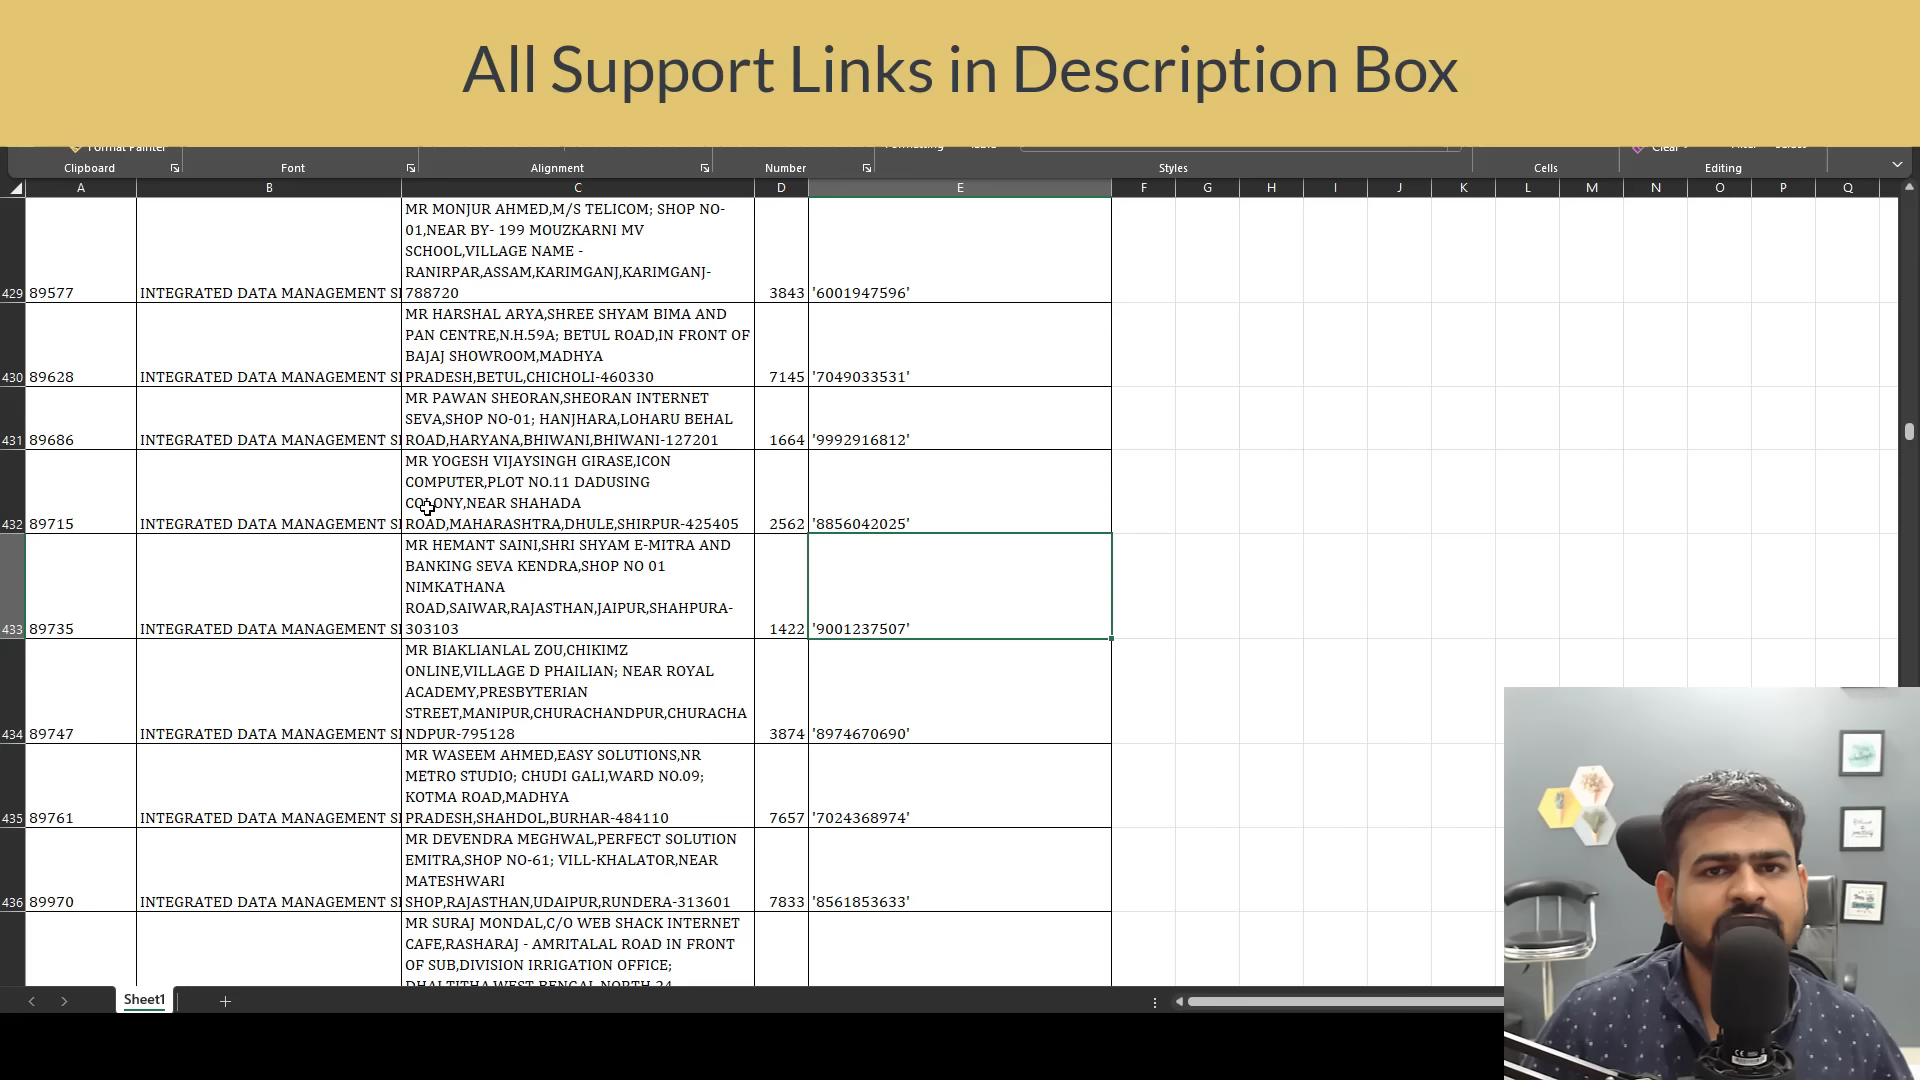 All Support Links in Description Box
Format Painter
Clear
Clipboard Font Alignment Number Styles Cells Editing
A B C D E F G H I J K L M N O P Q
MR MONJUR AHMED,M/S TELICOM; SHOP NO-
01,NEAR BY- 199 MOUZKARNI MV
SCHOOL,VILLAGE NAME -
RANIRPAR,ASSAM,KARIMGANJ,KARIMGANJ-
429 89577 INTEGRATED DATA MANAGEMENT 788720 3843 '6001947596'
MR HARSHAL ARYA,SHREE SHYAM BIMA AND
PAN CENTRE,N.H.59A; BETUL ROAD,IN FRONT OF
BAJAJ SHOWROOM,MADHYA
430 89628 INTEGRATED DATA MANAGEMENT PRADESH,BETUL,CHICHOLI-460330 7145 '7049033531'
MR PAWAN SHEORAN,SHEORAN INTERNET
SEVA,SHOP NO-01; HANJHARA,LOHARU BEHAL
431 89686 INTEGRATED DATA MANAGEMENT ROAD,HARYANA,BHIWANI,BHIWANI-127201 1664 '9992916812'
MR YOGESH VIJAYSINGH GIRASE,ICON
COMPUTER,PLOT NO.11 DADUSING
COLONY,NEAR SHAHADA
432 89715 INTEGRATED DATA MANAGEMENT ROAD,MAHARASHTRA,DHULE,SHIRPUR-425405 2562 '8856042025'
MR HEMANT SAINI,SHRI SHYAM E-MITRA AND
BANKING SEVA KENDRA,SHOP NO 01
NIMKATHANA
ROAD,SAIWAR,RAJASTHAN,JAIPUR,SHAHPURA-
433 89735 INTEGRATED DATA MANAGEMENT 303103 1422 '9001237507'
MR BIAKLIANLAL ZOU,CHIKIMZ
ONLINE,VILLAGE D PHAILIAN; NEAR ROYAL
ACADEMY,PRESBYTERIAN
STREET,MANIPUR,CHURACHANDPUR,CHURACHA
434 89747 INTEGRATED DATA MANAGEMENT NDPUR-795128 3874 '8974670690'
MR WASEEM AHMED,EASY SOLUTIONS,NR
METRO STUDIO; CHUDI GALI,WARD NO.09;
KOTMA ROAD,MADHYA
435 89761 INTEGRATED DATA MANAGEMENT PRADESH,SHAHDOL,BURHAR-484110 7657 '7024368974'
MR DEVENDRA MEGHWAL,PERFECT SOLUTION
EMITRA,SHOP NO-61; VILL-KHALATOR,NEAR
MATESHWARI
436 89970 INTEGRATED DATA MANAGEMENT SHOP,RAJASTHAN,UDAIPUR,RUNDERA-313601 7833 '8561853633'
MR SURAJ MONDAL,C/O WEB SHACK INTERNET
CAFE,RASHARAJ - AMRITALAL ROAD IN FRONT
OF SUB,DIVISION IRRIGATION OFFICE;
DHALTITHA,WEST BENGAL,NORTH 24
Sheet1